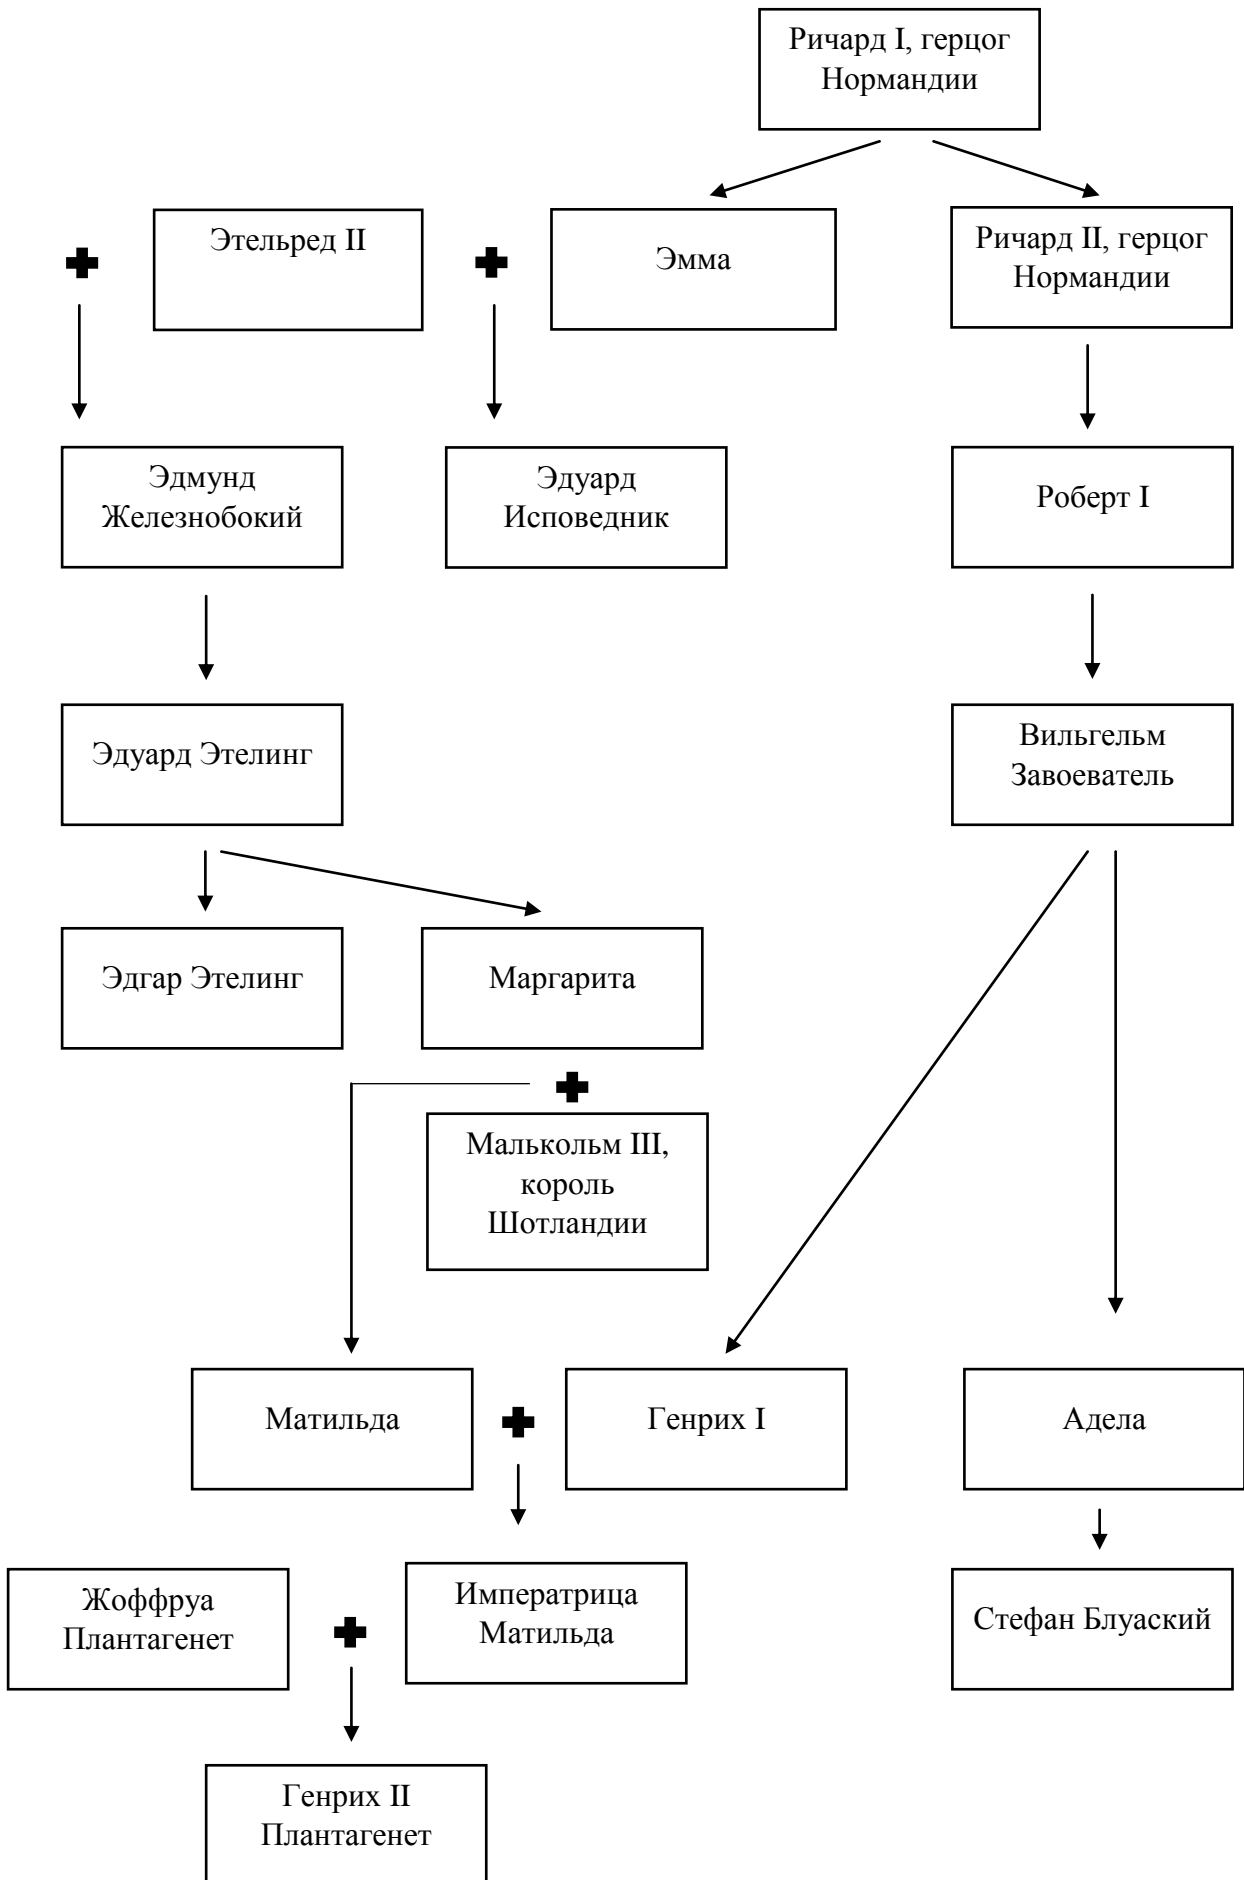 Ричард I, герцог
Нормандии
Этельред II
Эмма
Ричард II, герцог
Нормандии
Эдмунд
Железнобокий
Эдуард
Исповедник
Роберт I
Эдуард Этелинг
Вильгельм
Завоеватель
Эдгар Этелинг
Маргарита
Малькольм III,
король
Шотландии
Матильда
Генрих I
Адела
Жоффруа
Плантагенет
Императрица
Матильда
Стефан Блуаский
Генрих II
Плантагенет